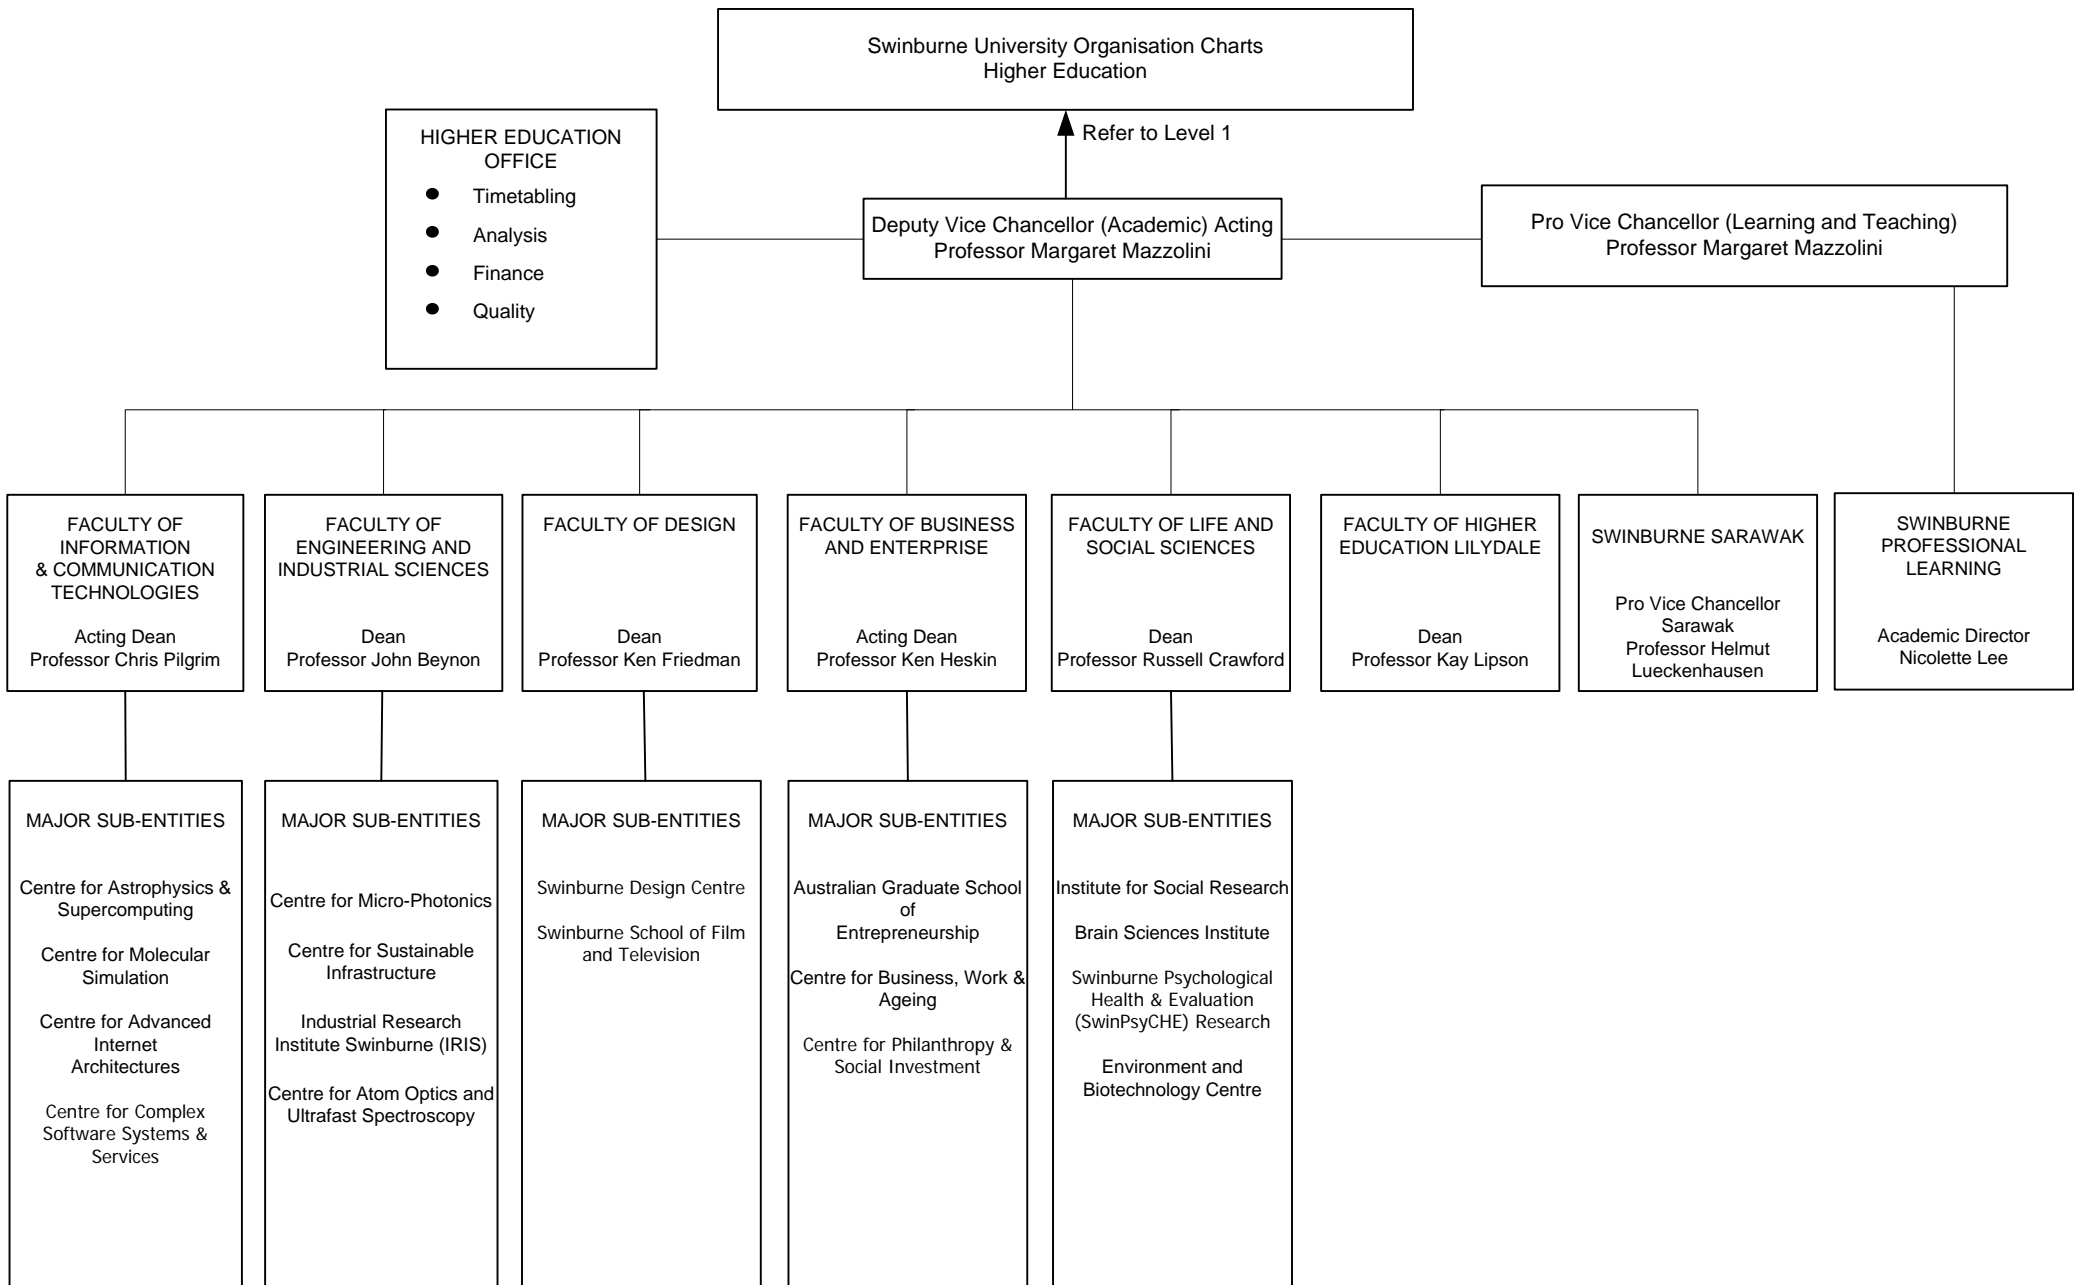 Swinburne University Organisation Charts
Higher Education
Refer to Level 1
HIGHER EDUCATION
OFFICE
● Timetabling
● Analysis
● Finance
● Quality
Deputy Vice Chancellor (Academic) Acting
Professor Margaret Mazzolini
Pro Vice Chancellor (Learning and Teaching)
Professor Margaret Mazzolini
FACULTY OF
INFORMATION
& COMMUNICATION
TECHNOLOGIES
Acting Dean
Professor Chris Pilgrim
FACULTY OF
ENGINEERING AND
INDUSTRIAL SCIENCES
Dean
Professor John Beynon
FACULTY OF DESIGN
Dean
Professor Ken Friedman
FACULTY OF BUSINESS
AND ENTERPRISE
Acting Dean
Professor Ken Heskin
FACULTY OF LIFE AND
SOCIAL SCIENCES
Dean
Professor Russell Crawford
FACULTY OF HIGHER
EDUCATION LILYDALE
Dean
Professor Kay Lipson
SWINBURNE SARAWAK
Pro Vice Chancellor
Sarawak
Professor Helmut
Lueckenhausen
SWINBURNE
PROFESSIONAL
LEARNING
Academic Director
Nicolette Lee
MAJOR SUB-ENTITIES
Centre for Astrophysics &
Supercomputing
Centre for Molecular
Simulation
Centre for Advanced
Internet
Architectures
Centre for Complex
Software Systems &
Services
MAJOR SUB-ENTITIES
Centre for Micro-Photonics
Centre for Sustainable
Infrastructure
Industrial Research
Institute Swinburne (IRIS)
Centre for Atom Optics and
Ultrafast Spectroscopy
MAJOR SUB-ENTITIES
Swinburne Design Centre
Swinburne School of Film
and Television
MAJOR SUB-ENTITIES
Australian Graduate School
of
Entrepreneurship
Centre for Business, Work &
Ageing
Centre for Philanthropy &
Social Investment
MAJOR SUB-ENTITIES
Institute for Social Research
Brain Sciences Institute
Swinburne Psychological
Health & Evaluation
(SwinPsyCHE) Research
Environment and
Biotechnology Centre